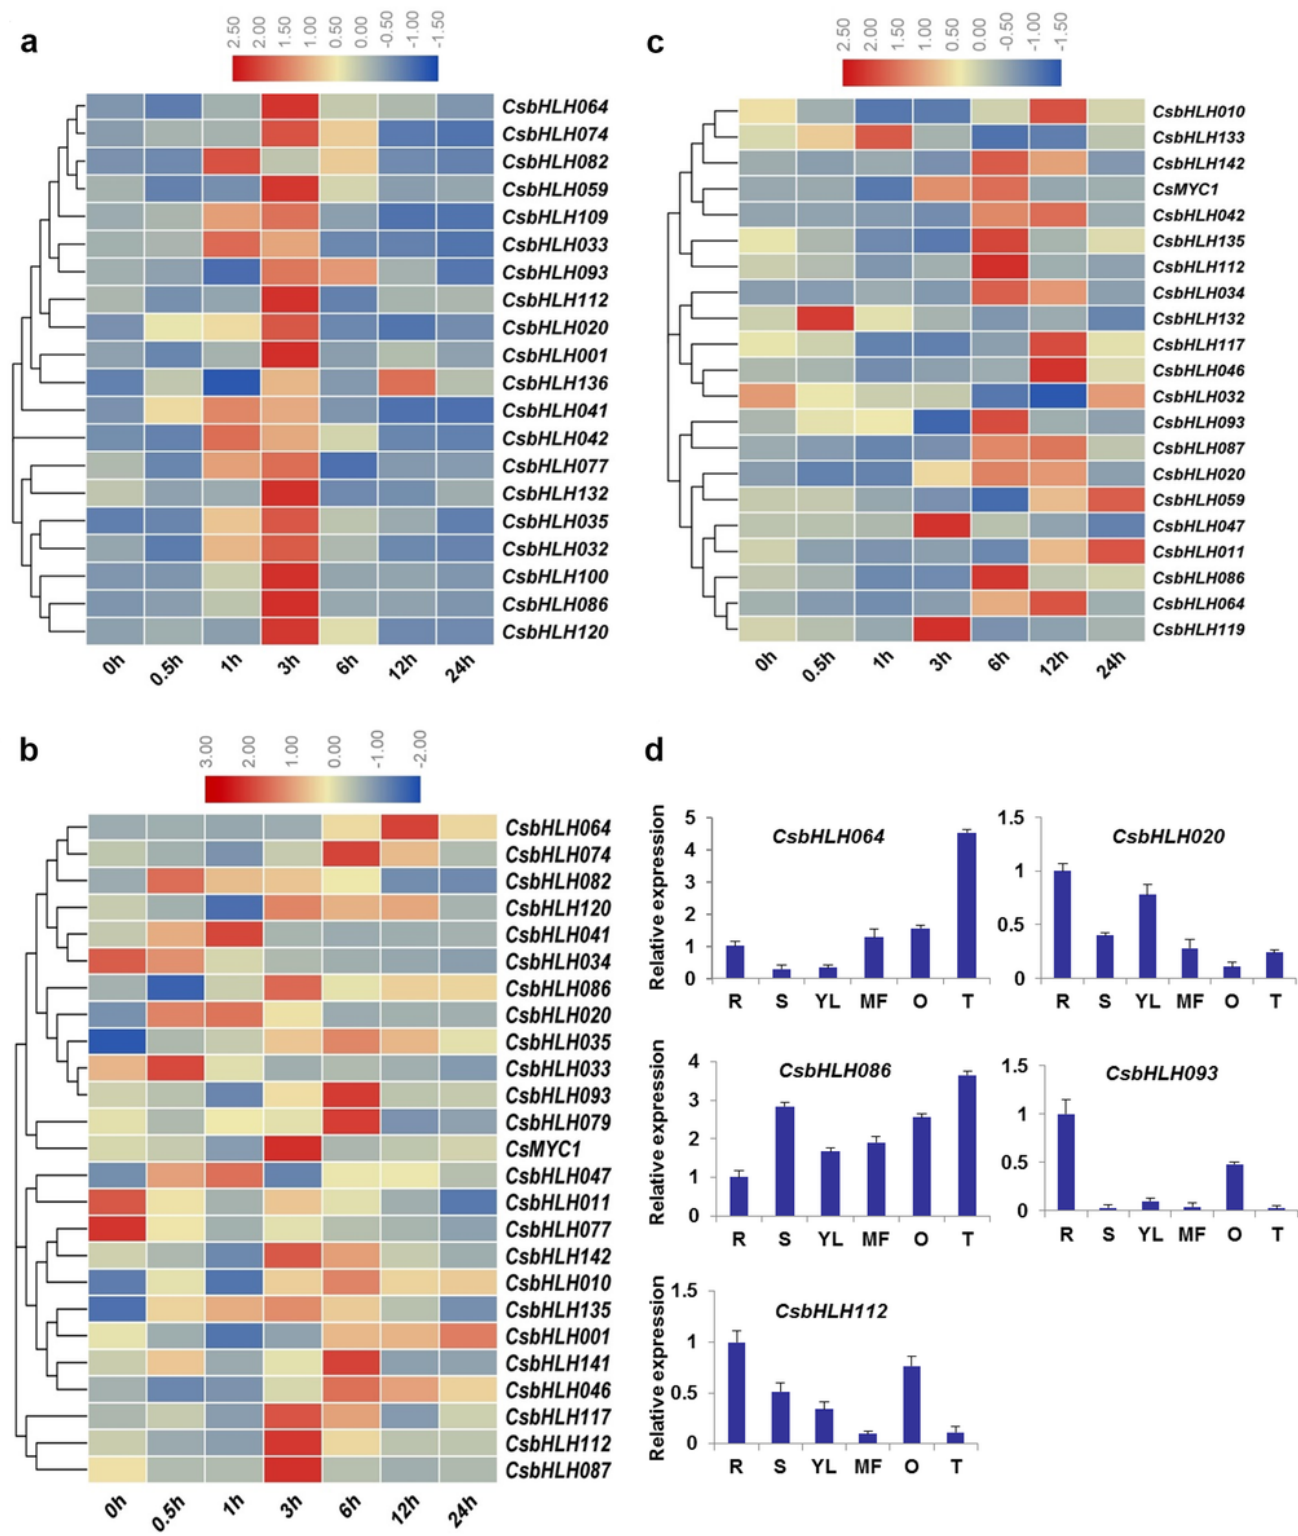 a
2.50 2.00 1.50 1.00 0.50 0.00 -0.50 -1.00 -1.50
CsbHLH064
CsbHLH074
CsbHLH082
CsbHLH059
CsbHLH109
CsbHLH033
CsbHLH093
CsbHLH112
CsbHLH020
CsbHLH001
CsbHLH136
CsbHLH041
CsbHLH042
CsbHLH077
CsbHLH132
CsbHLH035
CsbHLH032
CsbHLH100
CsbHLH086
CsbHLH120
0h 0.5h 1h 3h 6h 12h 24h
c
2.50 2.00 1.50 1.00 0.50 0.00 -0.50 -1.00 -1.50
CsbHLH010
CsbHLH133
CsbHLH142
CsMYC1
CsbHLH042
CsbHLH135
CsbHLH112
CsbHLH034
CsbHLH132
CsbHLH117
CsbHLH046
CsbHLH032
CsbHLH093
CsbHLH087
CsbHLH020
CsbHLH059
CsbHLH047
CsbHLH011
CsbHLH086
CsbHLH064
CsbHLH119
0h 0.5h 1h 3h 6h 12h 24h
b
3.00 2.00 1.00 0.00 -1.00 -2.00
CsbHLH064
CsbHLH074
CsbHLH082
CsbHLH120
CsbHLH041
CsbHLH034
CsbHLH086
CsbHLH020
CsbHLH035
CsbHLH033
CsbHLH093
CsbHLH079
CsMYC1
CsbHLH047
CsbHLH011
CsbHLH077
CsbHLH142
CsbHLH010
CsbHLH135
CsbHLH001
CsbHLH141
CsbHLH046
CsbHLH117
CsbHLH112
CsbHLH087
0h 0.5h 1h 3h 6h 12h 24h
d
CsbHLH064
Relative expression
5
4
3
2
1
0
R S YL MF O T
CsbHLH020
1.5
1
0.5
0
R S YL MF O T
CsbHLH086
Relative expression
4
3
2
1
0
R S YL MF O T
CsbHLH093
1.5
1
0.5
0
R S YL MF O T
CsbHLH112
Relative expression
1.5
1
0.5
0
R S YL MF O T